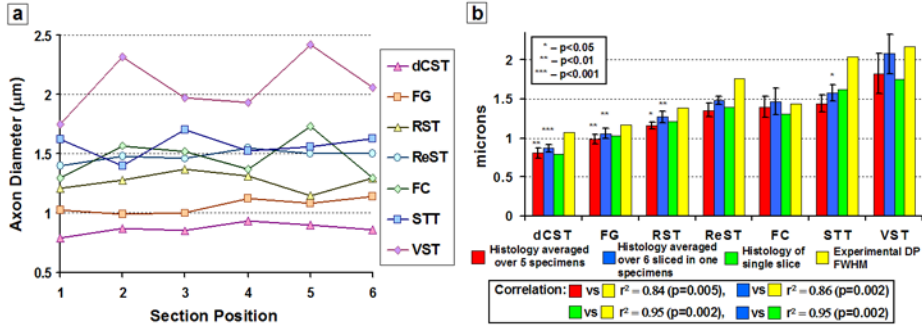 a
Axon Diameter (µm)
2.5
2
1.5
1
0.5
1 2 3 4 5 6
Section Position
dCST
FG
RST
ReST
FC
STT
VST
b
microns
2
1.5
1
0.5
0
* – p<0.05
** – p<0.01
*** – p<0.001
** *** ** ** * ** *
dCST FG RST ReST FC STT VST
Histology averaged over 5 specimens
Histology averaged over 6 sliced in one specimens
Histology of single slice
Experimental DP FWHM
Correlation: vs r² = 0.84 (p=0.005), vs r² = 0.86 (p=0.002)
vs r² = 0.95 (p=0.002), vs r² = 0.95 (p=0.002)